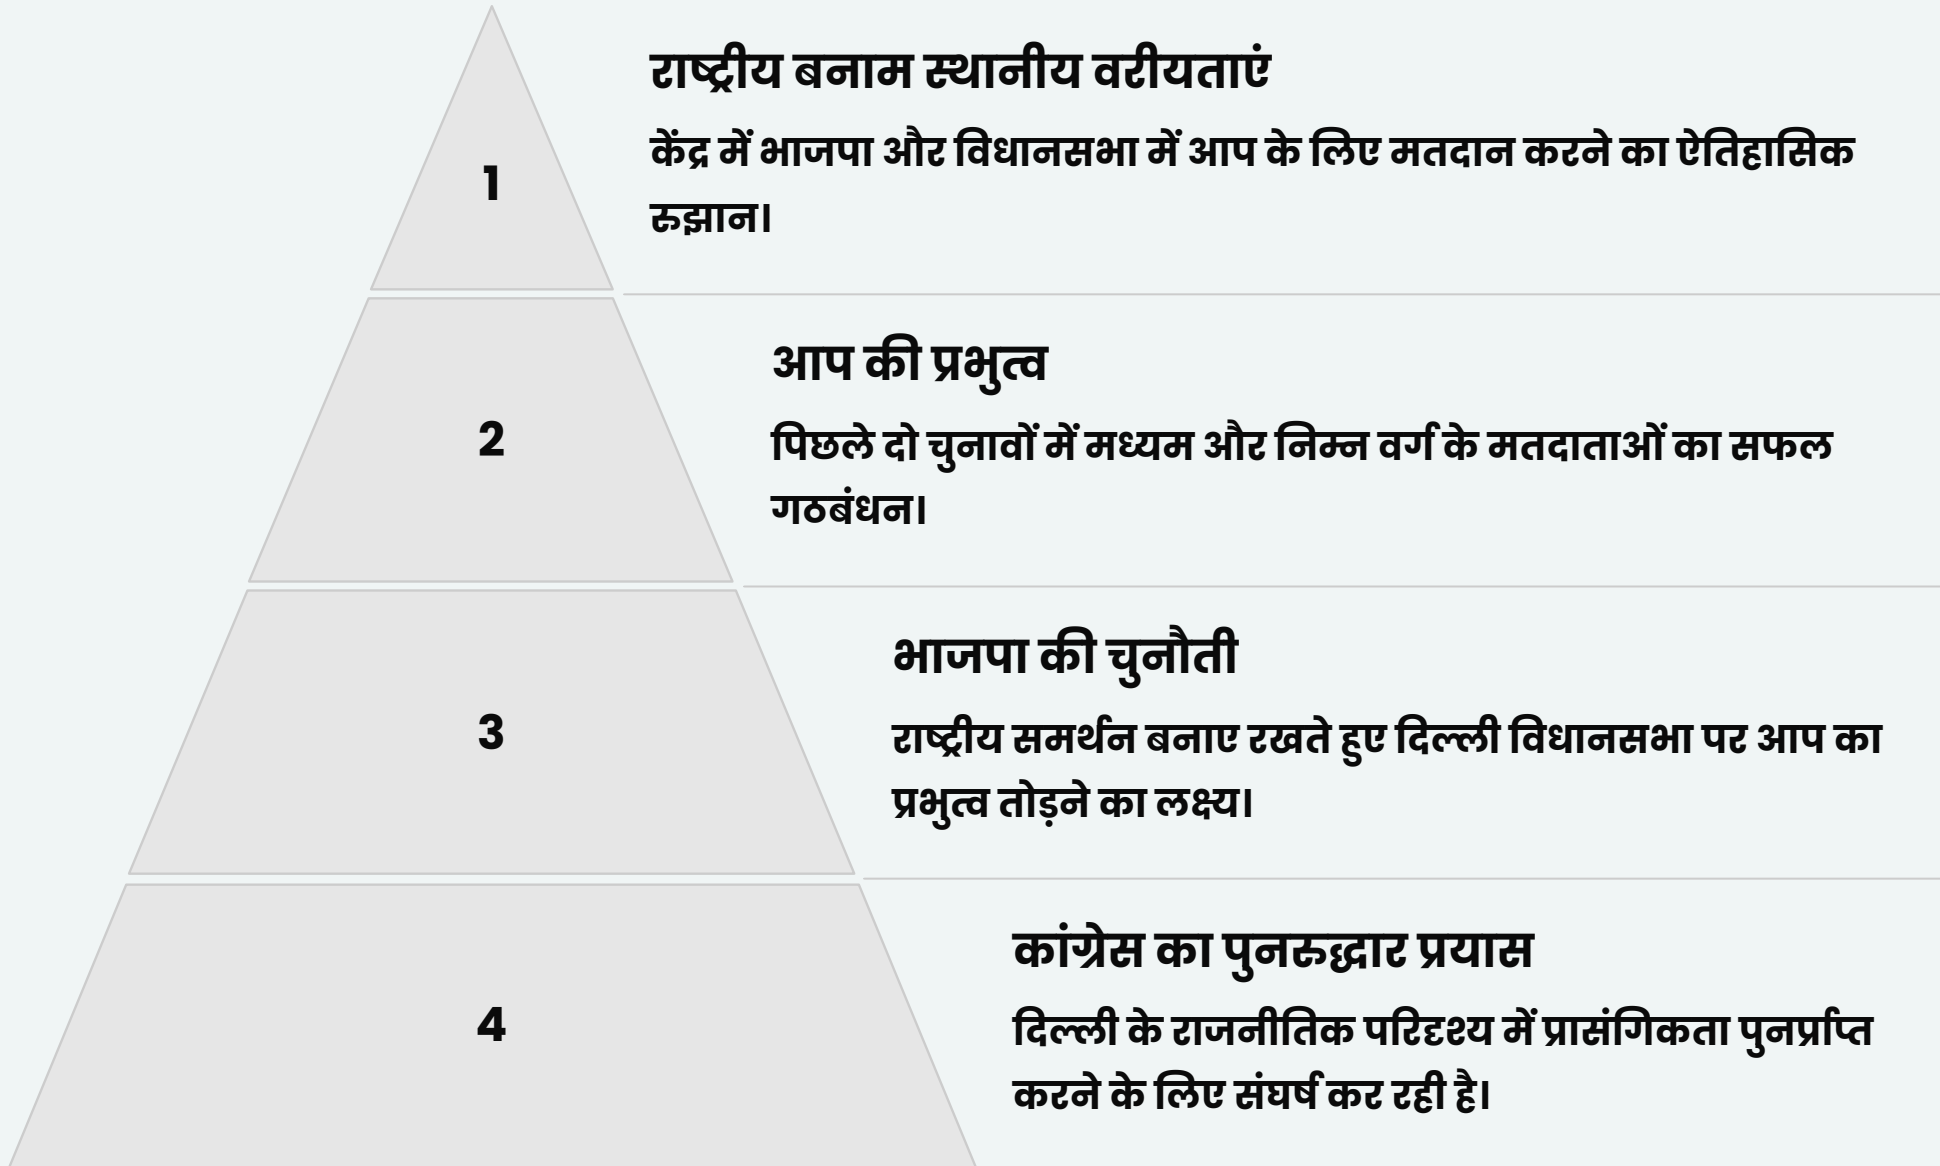 1
राष्ट्रीय बनाम स्थानीय वरीयताएं
केंद्र में भाजपा और विधानसभा में आप के लिए मतदान करने का ऐतिहासिक
रुझान।
2
आप की प्रभुत्व
पिछले दो चुनावों में मध्यम और निम्न वर्ग के मतदाताओं का सफल
गठबंधन।
3
भाजपा की चुनौती
राष्ट्रीय समर्थन बनाए रखते हुए दिल्ली विधानसभा पर आप का
प्रभुत्व तोड़ने का लक्ष्य।
4
कांग्रेस का पुनरुद्धार प्रयास
दिल्ली के राजनीतिक परिदृश्य में प्रासंगिकता पुनर्प्राप्त
करने के लिए संघर्ष कर रही है।